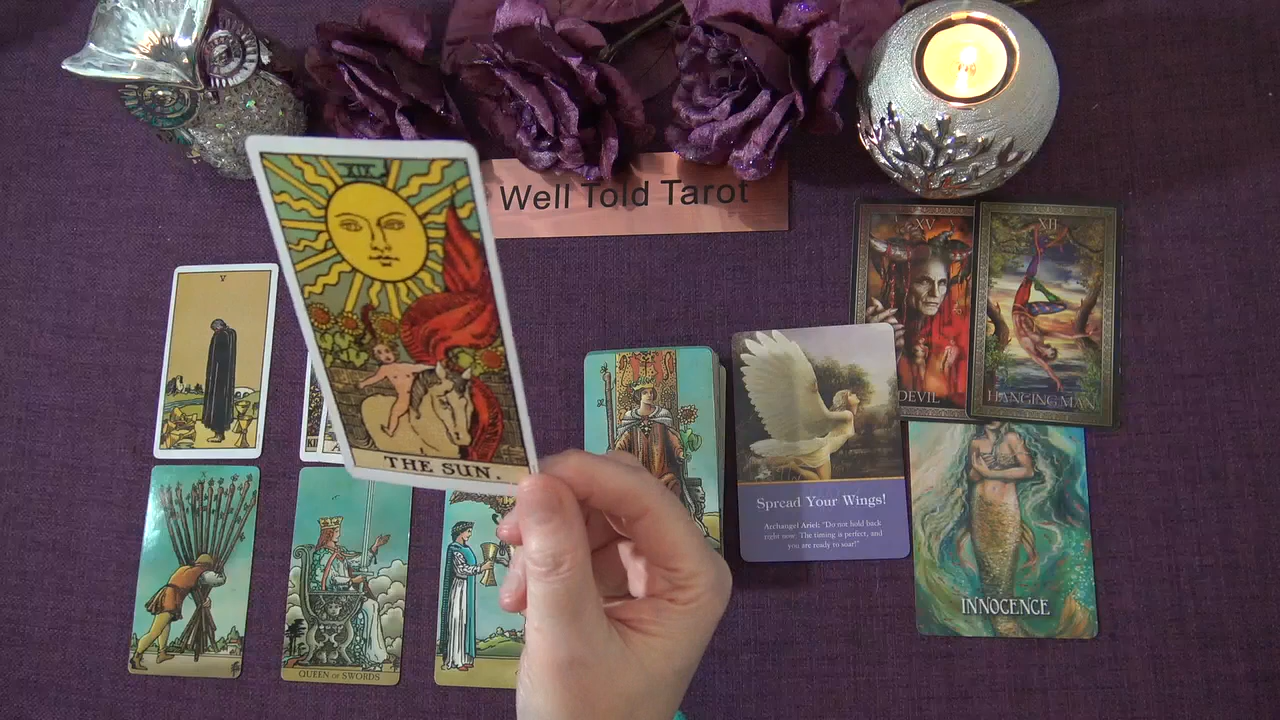 XIX
THE SUN.
Well Told Tarot
V
KI
X
QUEEN OF SWORDS
Spread Your Wings!
Archangel Ariel: "Do not hold back
right now. The timing is perfect, and
you are ready to soar!"
XV
DEVIL
XII
HANGING MAN
INNOCENCE